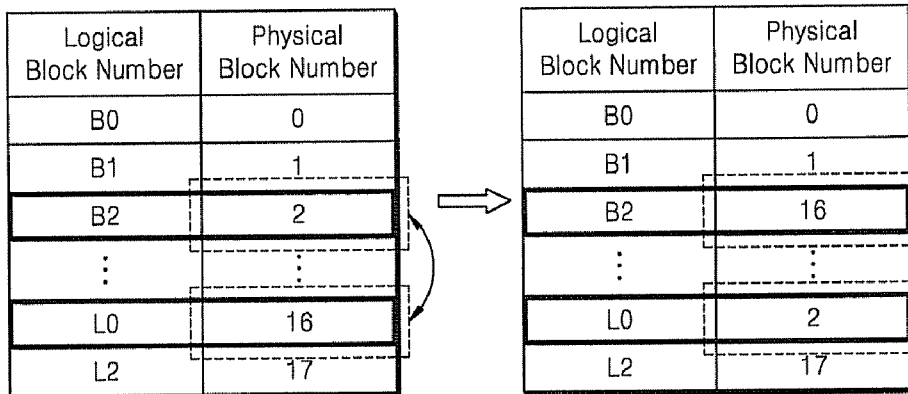 Logical Block Number Physical Block Number
B0 0
B1 1
B2 2
⋮ ⋮
L0 16
L2 17
Logical Block Number Physical Block Number
B0 0
B1 1
B2 16
⋮ ⋮
L0 2
L2 17